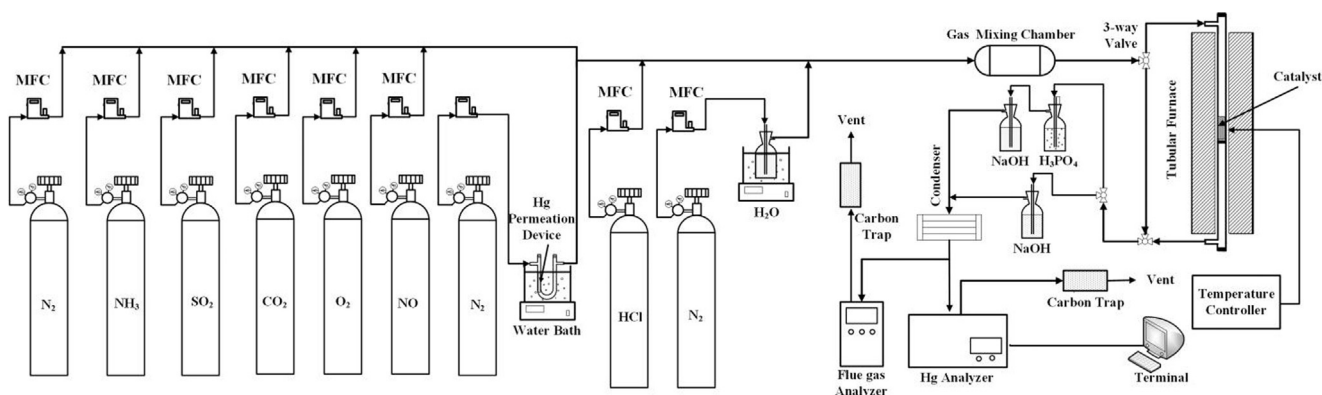 MFC
MFC
MFC
MFC
MFC
MFC
MFC
MFC
Gas Mixing Chamber
3-way
Valve
Catalyst
Tubular Furnace
NaOH
H₃PO₄
Vent
Carbon
Trap
Condenser
NaOH
H₂O
Hg
Permeation
Device
Water Bath
N₂
NH₃
SO₂
CO₂
O₂
NO
N₂
HCl
N₂
Flue gas
Analyzer
Hg Analyzer
Carbon Trap
Vent
Terminal
Temperature
Controller